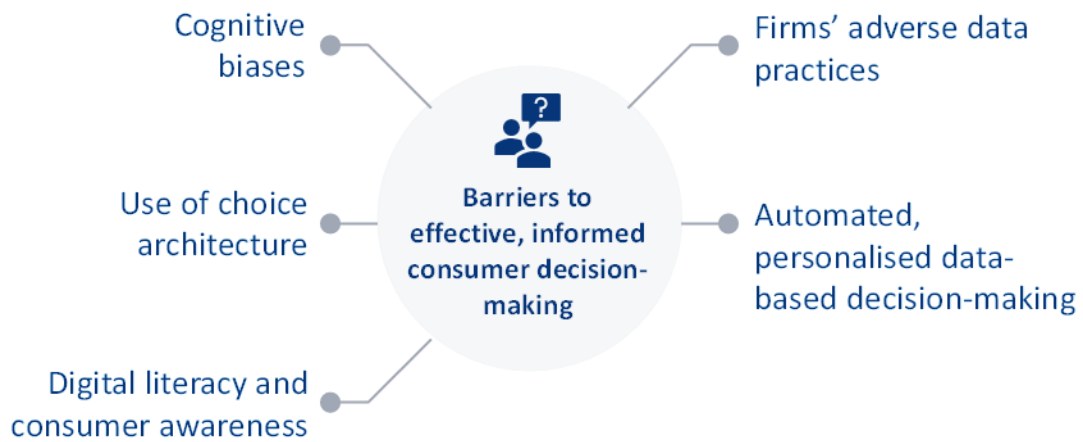 Cognitive
biases
Use of choice
architecture
Digital literacy and
consumer awareness
?
Barriers to
effective, informed
consumer decision-
making
Firms’ adverse data
practices
Automated,
personalised data-
based decision-making